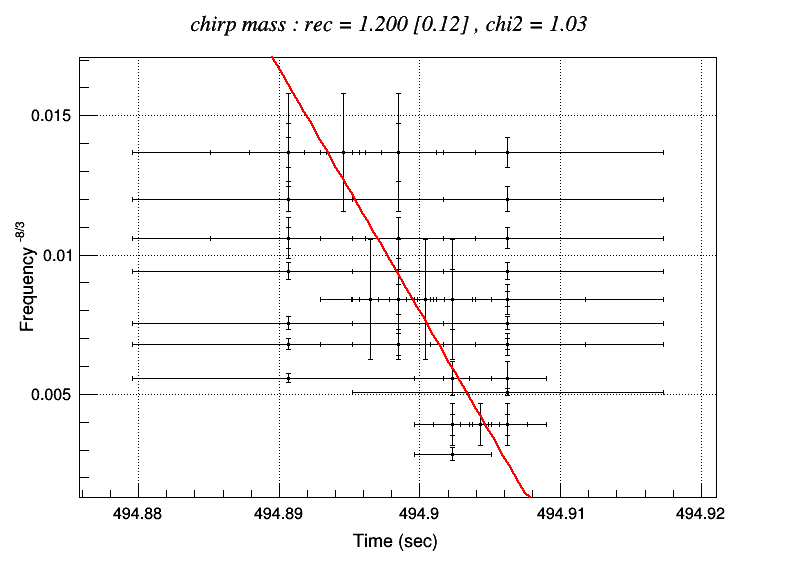 chirp mass : rec = 1.200 [0.12] , chi2 = 1.03
0.015
0.01
0.005
Frequency -8/3
494.88 494.89 494.9 494.91 494.92
Time (sec)